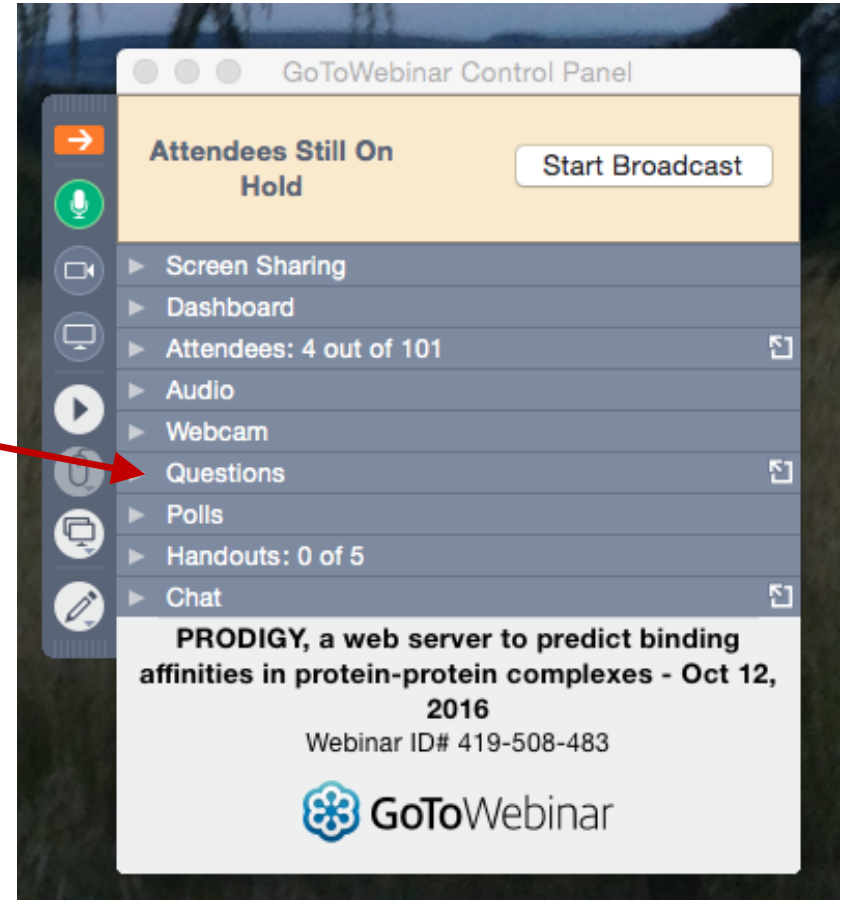 GoToWebinar Control Panel
Attendees Still On
Hold
Start Broadcast
Screen Sharing
Dashboard
Attendees: 4 out of 101
Audio
Webcam
Questions
Polls
Handouts: 0 of 5
Chat
PRODIGY, a web server to predict binding
affinities in protein-protein complexes - Oct 12,
2016
Webinar ID# 419-508-483
GoToWebinar